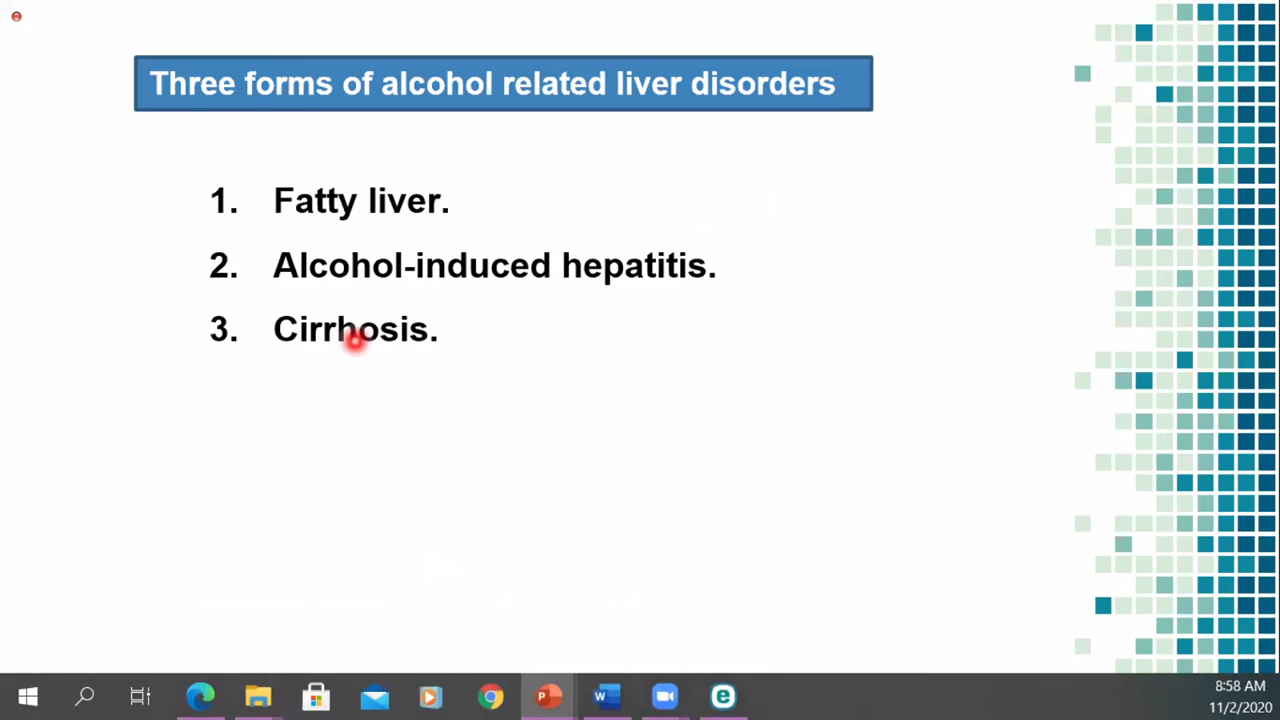 Three forms of alcohol related liver disorders
1. Fatty liver.
2. Alcohol-induced hepatitis.
3. Cirrhosis.
8:58 AM
11/2/2020